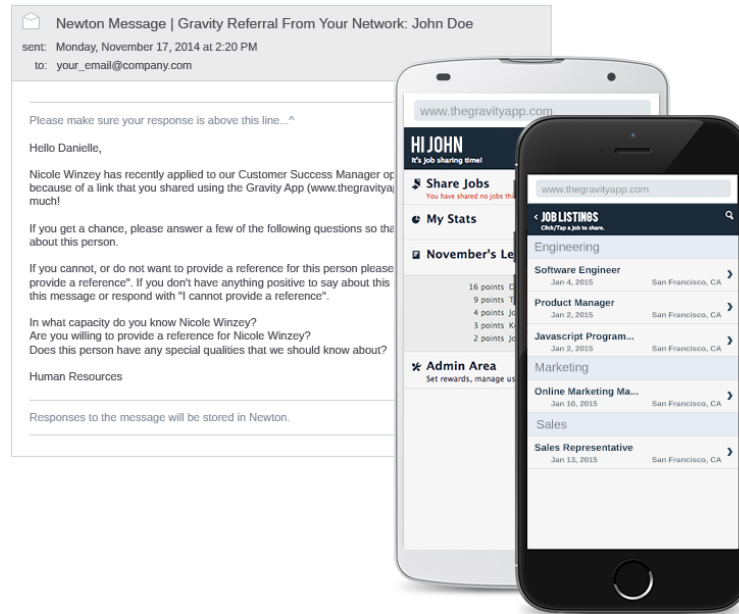 Newton Message | Gravity Referral From Your Network: John Doe
sent: Monday, November 17, 2014 at 2:20 PM
to: your_email@company.com
Please make sure your response is above this line...^
Hello Danielle,
Nicole Winzey has recently applied to our Customer Success Manager
because of a link that you shared using the Gravity App
much!
If you get a chance, please answer a few of the following questions so
about this person.
If you cannot, or do not want to provide a reference for this person please
provide a reference". If you don't have anything positive to say about this
this message or respond with "I cannot provide a reference".
In what capacity do you know Nicole Winzey?
Are you willing to provide a reference for Nicole Winzey?
Does this person have any special qualities that we should know about?
Human Resources
Responses to the message will be stored in Newton.
www.thegravityapp.com
HI JOHN
It's job sharing time!
Share Jobs
You have shared no jobs
My Stats
November's
16 points
9 points
4 points
3 points
2 points
Admin Area
Set rewards, manage
www.thegravityapp.com
< JOB LISTINGS
Click/Tap a job to share.
Engineering
Software Engineer
Jan 4, 2015 San Francisco, CA
Product Manager
Jan 2, 2015 San Francisco, CA
Javascript Program...
Jan 2, 2015 San Francisco, CA
Marketing
Online Marketing Ma...
Jan 10, 2015 San Francisco, CA
Sales
Sales Representative
Jan 13, 2015 San Francisco, CA